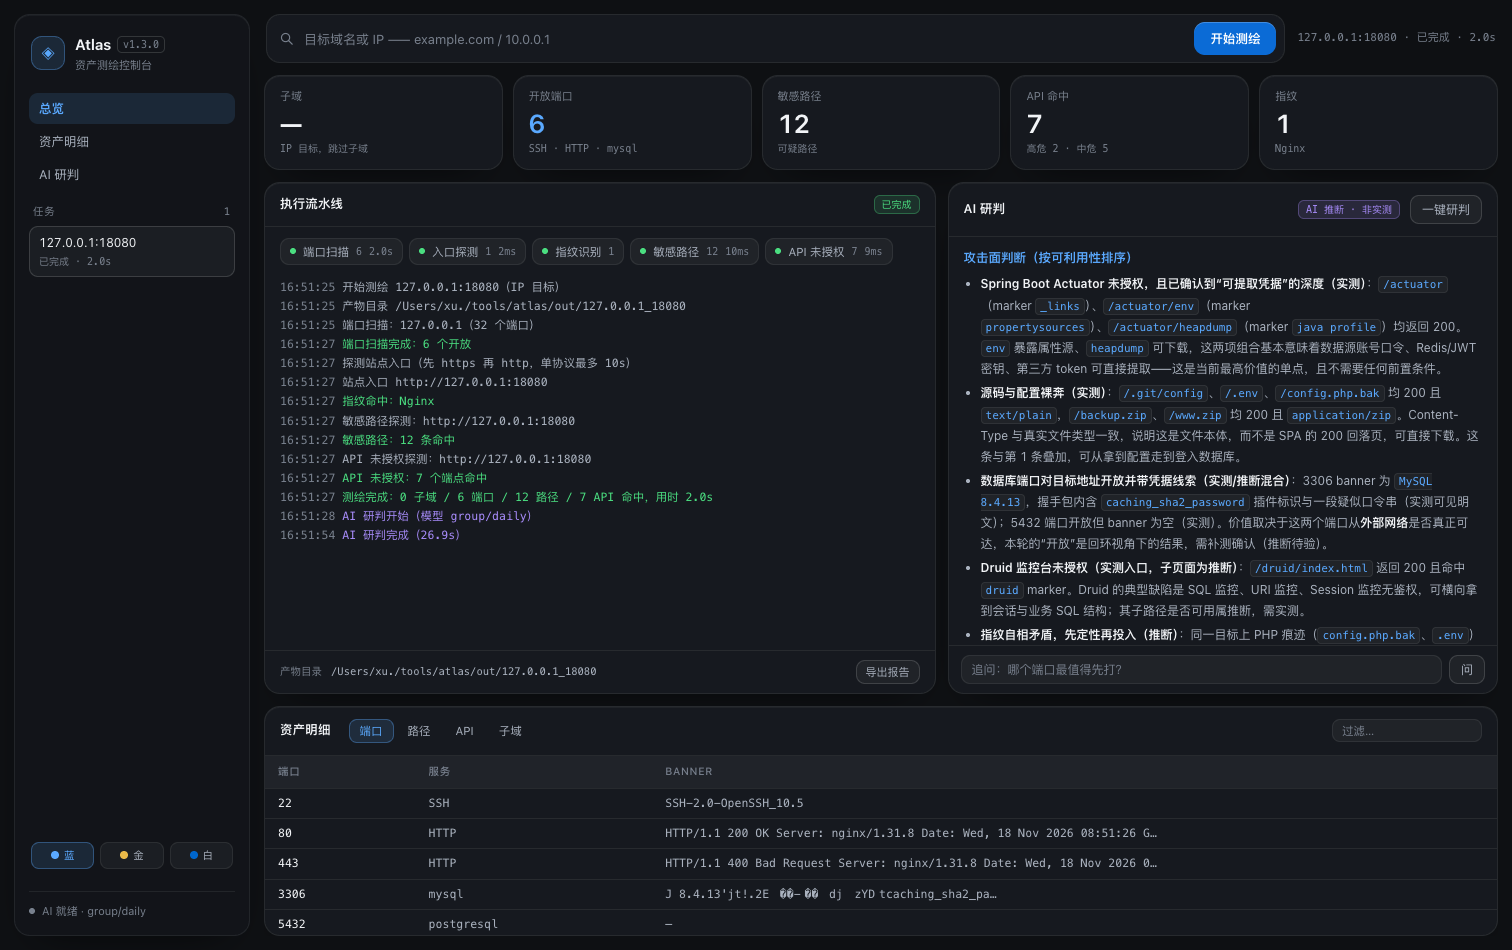 Atlas v1.3.0
资产测绘控制台
总览
资产明细
AI 研判
任务 1
127.0.0.1:18080
已完成 · 2.0s
蓝 金 白
AI 就绪 · group/daily
目标域名或 IP —— example.com / 10.0.0.1
开始测绘
127.0.0.1:18080 · 已完成 · 2.0s
子域
—
IP 目标，跳过子域
开放端口
6
SSH · HTTP · mysql
敏感路径
12
可疑路径
API 命中
7
高危 2 · 中危 5
指纹
1
Nginx
执行流水线 已完成
端口扫描 6 2.0s 入口探测 1 2ms 指纹识别 1 敏感路径 12 10ms API 未授权 7 9ms
16:51:25 开始测绘 127.0.0.1:18080（IP 目标）
16:51:25 产物目录 /Users/xu./tools/atlas/out/127.0.0.1_18080
16:51:25 端口扫描：127.0.0.1（32 个端口）
16:51:27 端口扫描完成：6 个开放
16:51:27 探测站点入口（先 https 再 http，单协议最多 10s）
16:51:27 站点入口 http://127.0.0.1:18080
16:51:27 指纹命中：Nginx
16:51:27 敏感路径探测：http://127.0.0.1:18080
16:51:27 敏感路径：12 条命中
16:51:27 API 未授权探测：http://127.0.0.1:18080
16:51:27 API 未授权：7 个端点命中
16:51:27 测绘完成：0 子域 / 6 端口 / 12 路径 / 7 API 命中，用时 2.0s
16:51:28 AI 研判开始（模型 group/daily）
16:51:54 AI 研判完成（26.9s）
产物目录 /Users/xu./tools/atlas/out/127.0.0.1_18080
导出报告
AI 研判 AI 推断 · 非实测 一键研判
攻击面判断（按可利用性排序）
• Spring Boot Actuator 未授权，且已确认到“可提取凭据”的深度（实测）：/actuator
（marker _links）、/actuator/env（marker
propertysources）、/actuator/heapdump（marker java profile）均返回 200。
env 暴露属性源、heapdump 可下载，这两项组合基本意味着数据源账号口令、Redis/JWT
密钥、第三方 token 可直接提取——这是当前最高价值的单点，且不需要任何前置条件。
• 源码与配置裸奔（实测）：/.git/config、/.env、/config.php.bak 均 200 且
text/plain，/backup.zip、/www.zip 均 200 且 application/zip。Content-
Type 与真实文件类型一致，说明这是文件本体，而不是 SPA 的 200 回落页，可直接下载。这
条与第 1 条叠加，可从拿到配置走到登入数据库。
• 数据库端口对目标地址开放并带凭据线索（实测/推断混合）：3306 banner 为 MySQL
8.4.13，握手包内含 caching_sha2_password 插件标识与一段疑似口令串（实测可见明
文）；5432 端口开放但 banner 为空（实测）。价值取决于这两个端口从外部网络是否真正可
达，本轮的“开放”是回环视角下的结果，需补测确认（推断待验）。
• Druid 监控台未授权（实测入口，子页面为推断）：/druid/index.html 返回 200 且命中
druid marker。Druid 的典型缺陷是 SQL 监控、URI 监控、Session 监控无鉴权，可横向拿
到会话与业务 SQL 结构；其子路径是否可用属推断，需实测。
• 指纹自相矛盾，先定性再投入（推断）：同一目标上 PHP 痕迹（config.php.bak、.env）
追问：哪个端口最值得先打？
问
资产明细 端口 路径 API 子域 过滤…
端口 服务 BANNER
22 SSH SSH-2.0-OpenSSH_10.5
80 HTTP HTTP/1.1 200 OK Server: nginx/1.31.8 Date: Wed, 18 Nov 2026 08:51:26 G…
443 HTTP HTTP/1.1 400 Bad Request Server: nginx/1.31.8 Date: Wed, 18 Nov 2026 0…
3306 mysql J 8.4.13'jt!.2E ��-�� dj zYD tcaching_sha2_pa…
5432 postgresql —